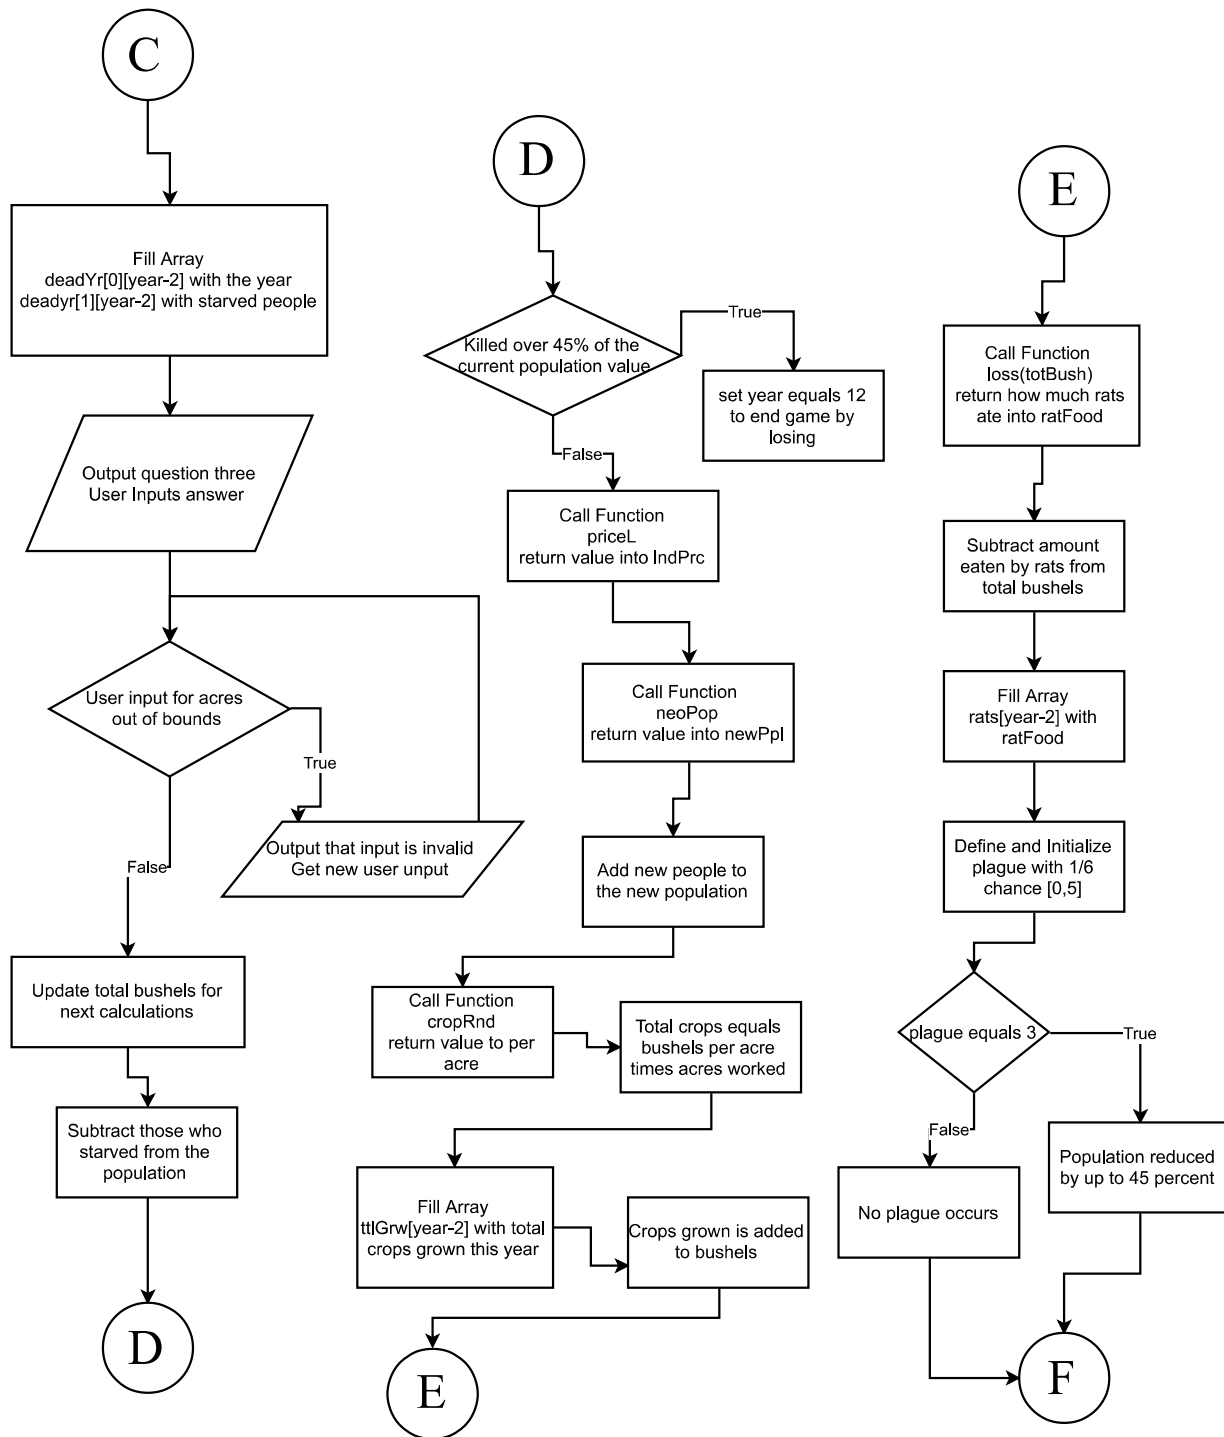 C
Fill Array
deadYr[0][year-2] with the year
deadyr[1][year-2] with starved people
Output question three
User Inputs answer
User input for acres
out of bounds
True
Output that input is invalid
Get new user unput
False
Update total bushels for
next calculations
Subtract those who
starved from the
population
D
D
Killed over 45% of the
current population value
True
set year equals 12
to end game by
losing
False
Call Function
priceL
return value into lndPrc
Call Function
neoPop
return value into newPpl
Add new people to
the new population
Call Function
cropRnd
return value to per
acre
Total crops equals
bushels per acre
times acres worked
Fill Array
ttlGrw[year-2] with total
crops grown this year
Crops grown is added
to bushels
E
E
Call Function
loss(totBush)
return how much rats
ate into ratFood
Subtract amount
eaten by rats from
total bushels
Fill Array
rats[year-2] with
ratFood
Define and Initialize
plague with 1/6
chance [0,5]
plague equals 3
True
False
Population reduced
by up to 45 percent
No plague occurs
F